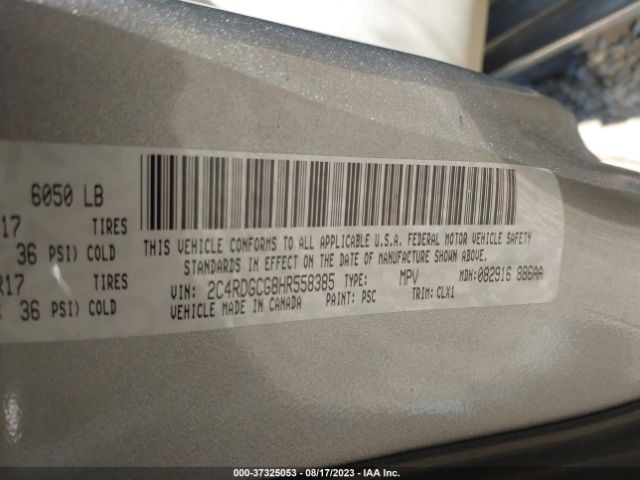 6050 LB
17 TIRES
36 PSI) COLD
R17 TIRES
36 PSI) COLD
THIS VEHICLE CONFORMS TO ALL APPLICABLE U.S.A. FEDERAL MOTOR VEHICLE SAFETY
STANDARDS IN EFFECT ON THE DATE OF MANUFACTURE SHOWN ABOVE.
VIN: 2C4RDGCG8HR558385 TYPE: MPV MDH:082916 886AA
VEHICLE MADE IN CANADA PAINT: PSC TRIM: CLX1
000-37325053 - 08/17/2023 - IAA Inc.